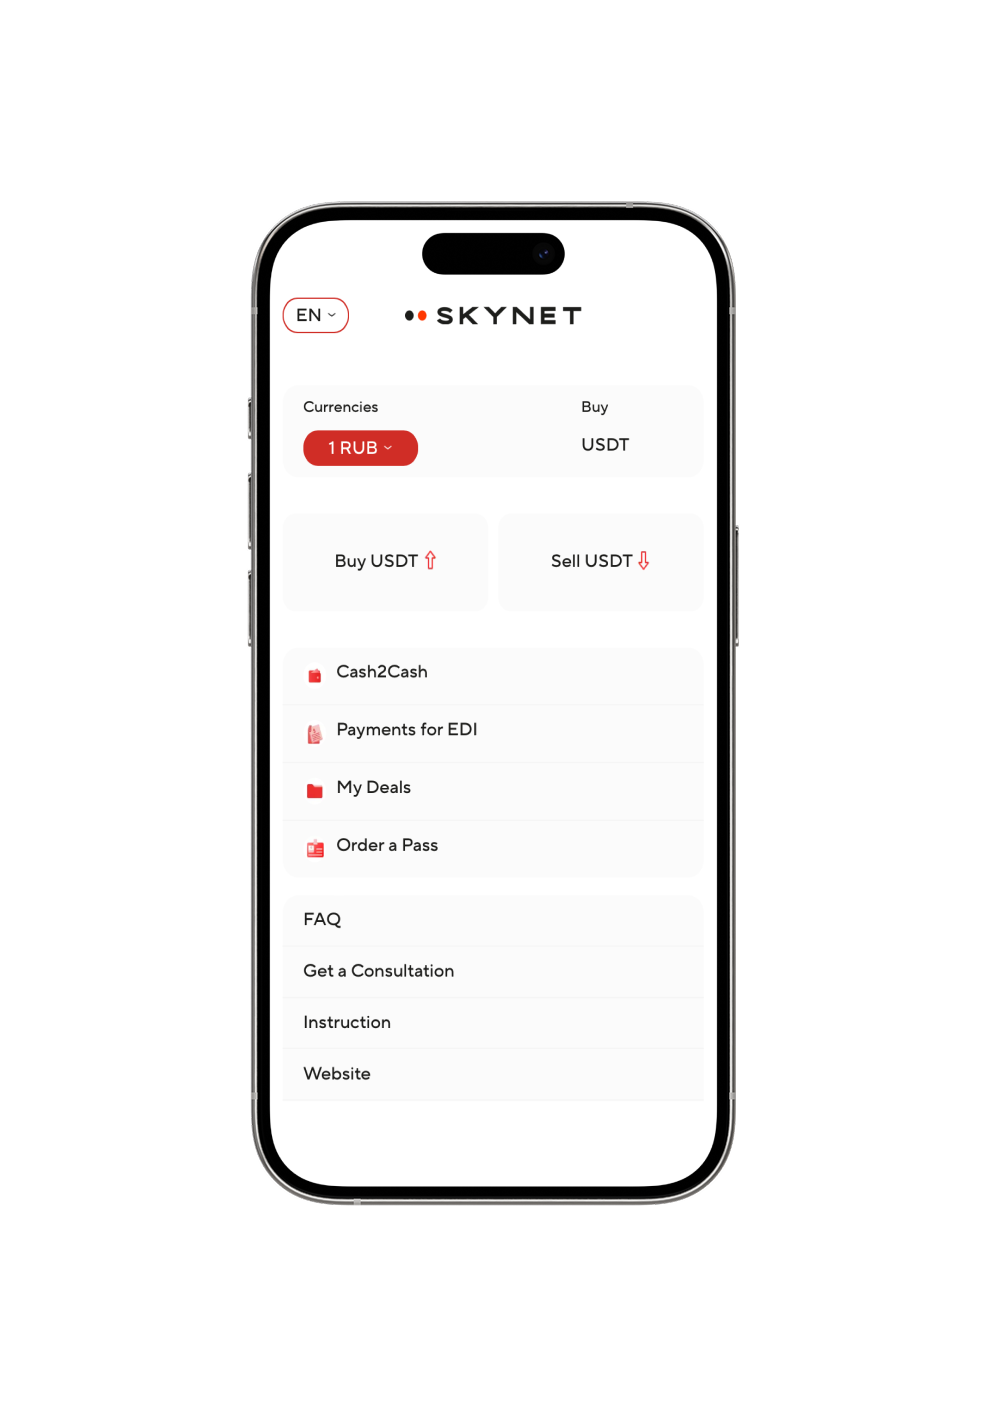 EN
SKYNET
Currencies
Buy
1 RUB
USDT
Buy USDT
Sell USDT
Cash2Cash
Payments for EDI
My Deals
Order a Pass
FAQ
Get a Consultation
Instruction
Website